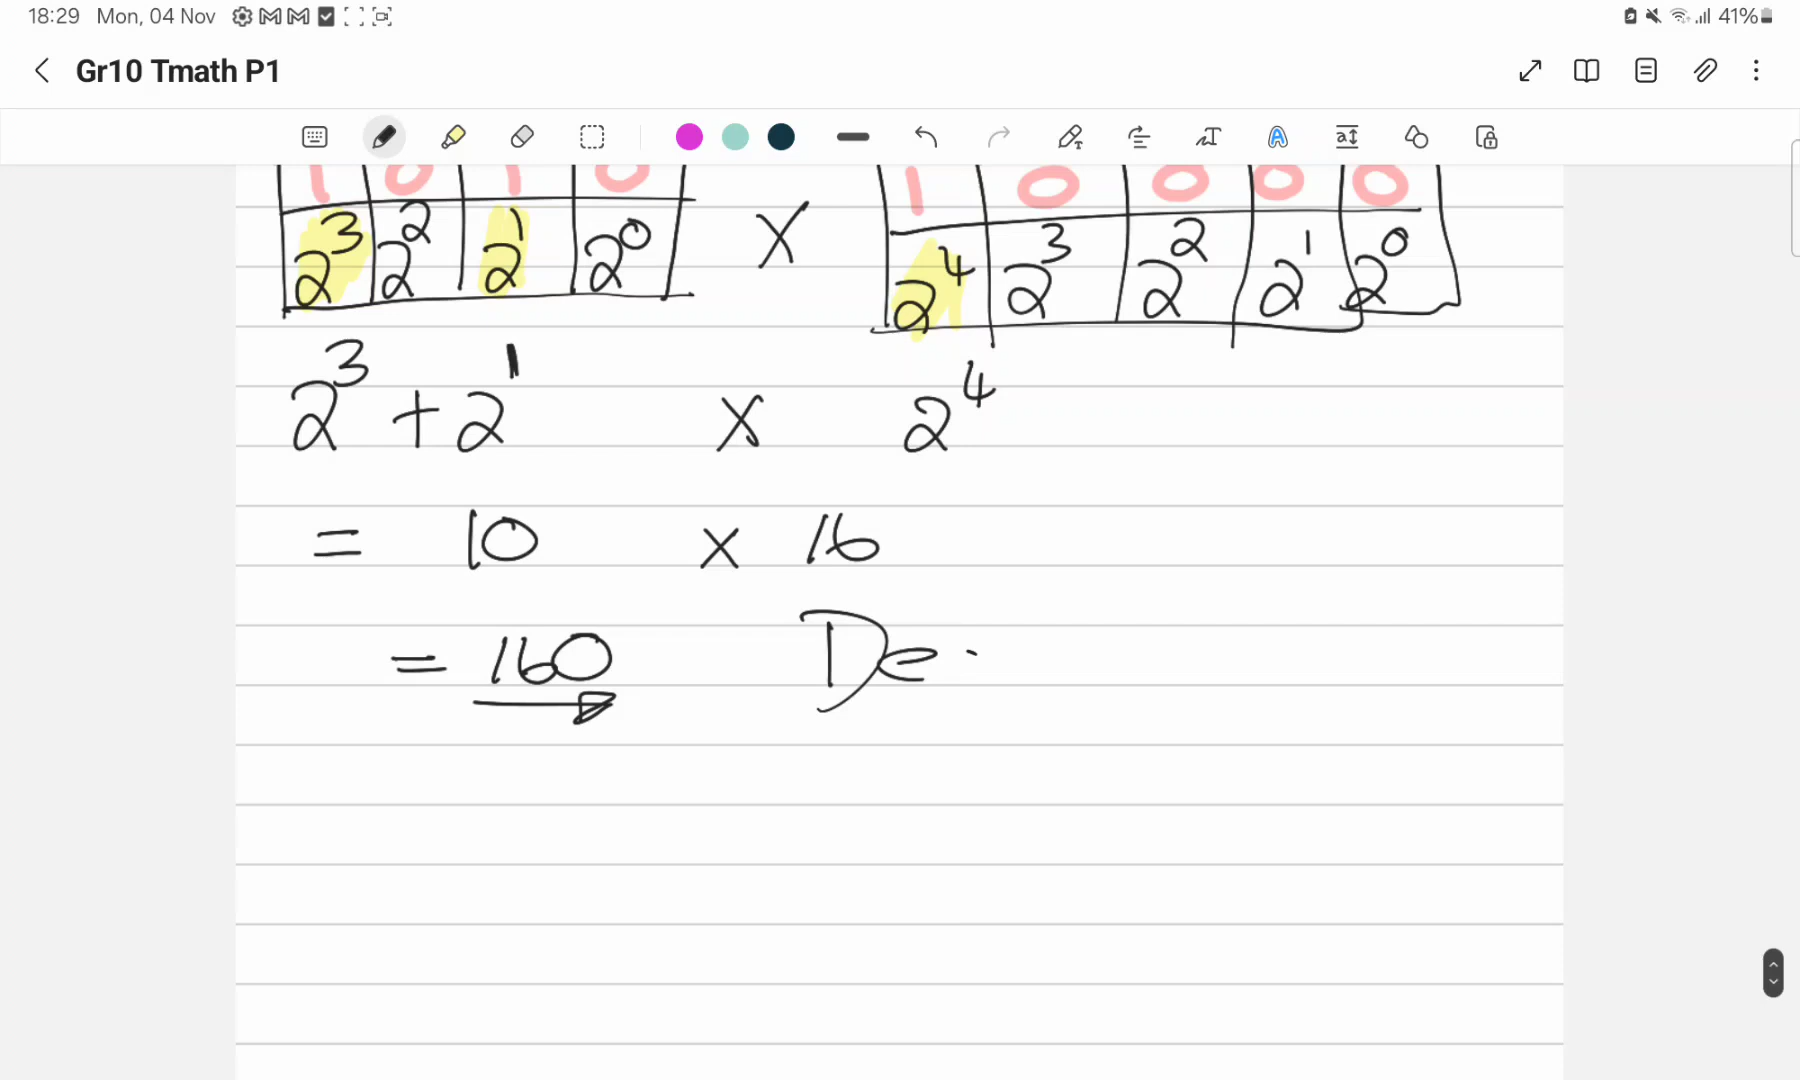 18:29 Mon, 04 Nov 41%
Gr10 Tmath P1
1 0 1 0 1 0 0 0 0
2³ 2² 2¹ 2⁰ X 2⁴ 2³ 2² 2¹ 2⁰
2³ + 2¹ X 2⁴
= 10 x 16
= 160 De